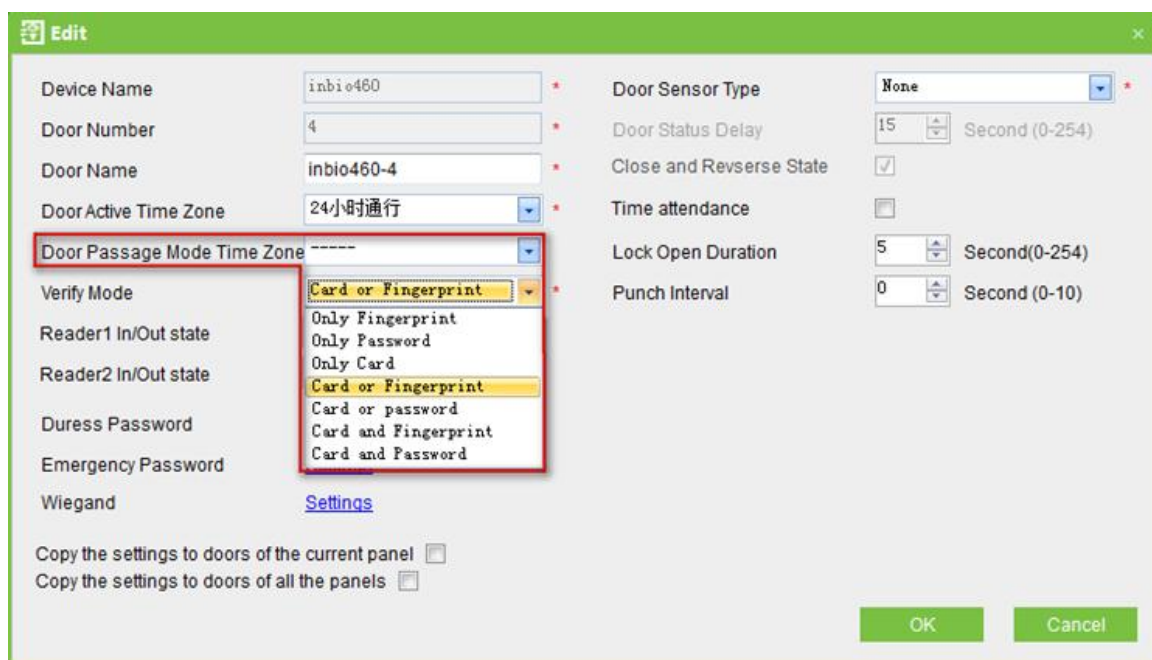 Edit
Device Name inbio460 *
Door Number 4 *
Door Name inbio460-4 *
Door Active Time Zone 24小时通行 *
Door Passage Mode Time Zone -----
Verify Mode Card or Fingerprint *
Only Fingerprint
Only Password
Only Card
Card or Fingerprint
Card or password
Card and Fingerprint
Card and Password
Reader1 In/Out state
Reader2 In/Out state
Duress Password
Emergency Password
Wiegand Settings
Door Sensor Type None *
Door Status Delay 15 Second (0-254)
Close and Revserse State
Time attendance
Lock Open Duration 5 Second(0-254)
Punch Interval 0 Second (0-10)
Copy the settings to doors of the current panel
Copy the settings to doors of all the panels
OK Cancel